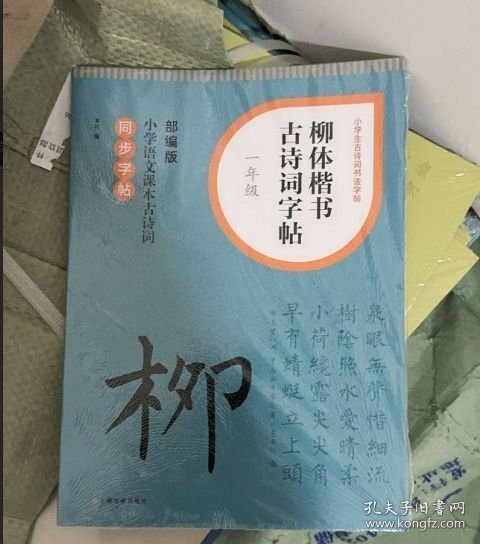 小学生古诗词书法字帖
柳体楷书
古诗词字帖
一年级
部编版
小学语文课本古诗词
同步字帖
泉眼無聲惜細流
樹陰照水愛晴柔
小荷纔露尖尖角
早有蜻蜓立上頭
柳
孔夫子旧书网
kongfz.com